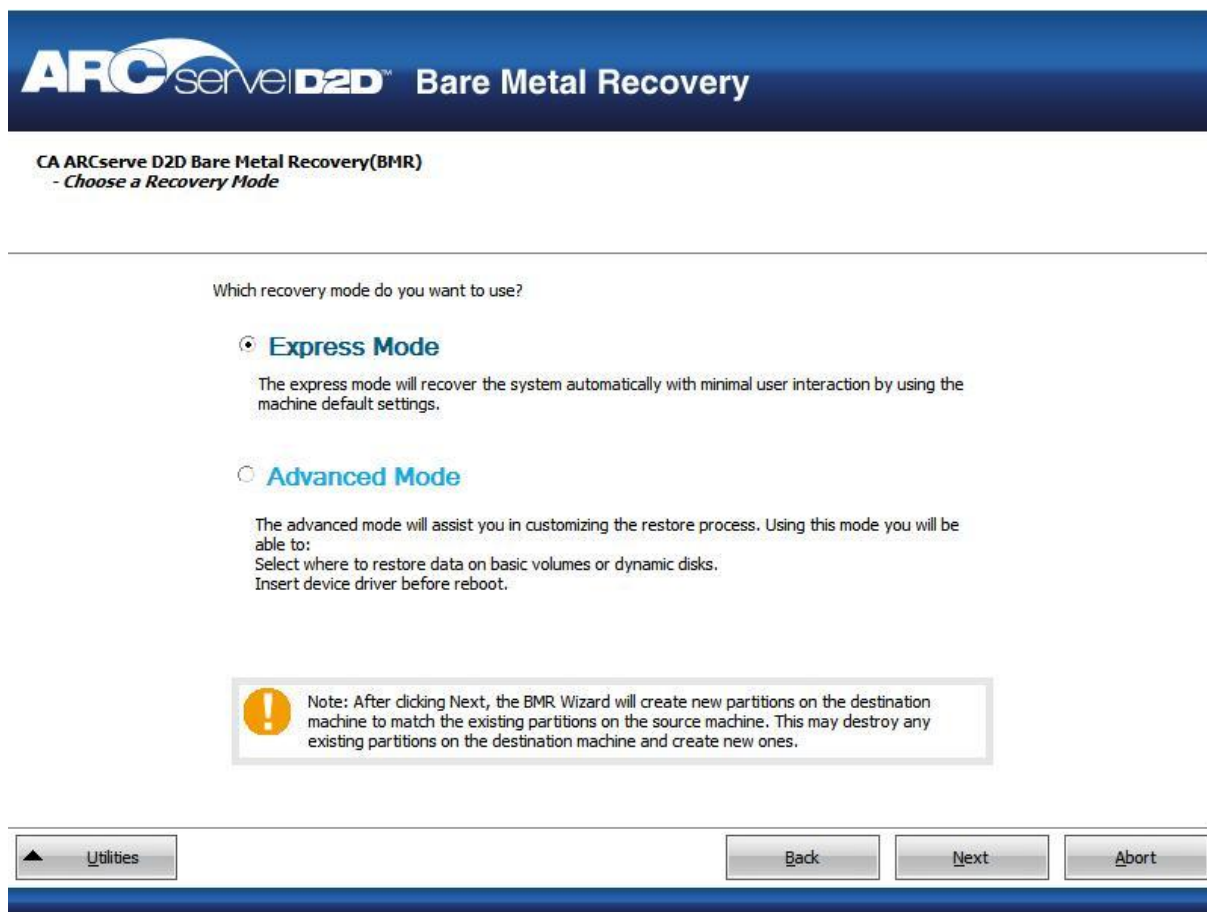 ARCserve D2D™ Bare Metal Recovery
CA ARCserve D2D Bare Metal Recovery(BMR)
- Choose a Recovery Mode
Which recovery mode do you want to use?
Express Mode
The express mode will recover the system automatically with minimal user interaction by using the
machine default settings.
Advanced Mode
The advanced mode will assist you in customizing the restore process. Using this mode you will be
able to:
Select where to restore data on basic volumes or dynamic disks.
Insert device driver before reboot.
Note: After clicking Next, the BMR Wizard will create new partitions on the destination
machine to match the existing partitions on the source machine. This may destroy any
existing partitions on the destination machine and create new ones.
Utilities Back Next Abort